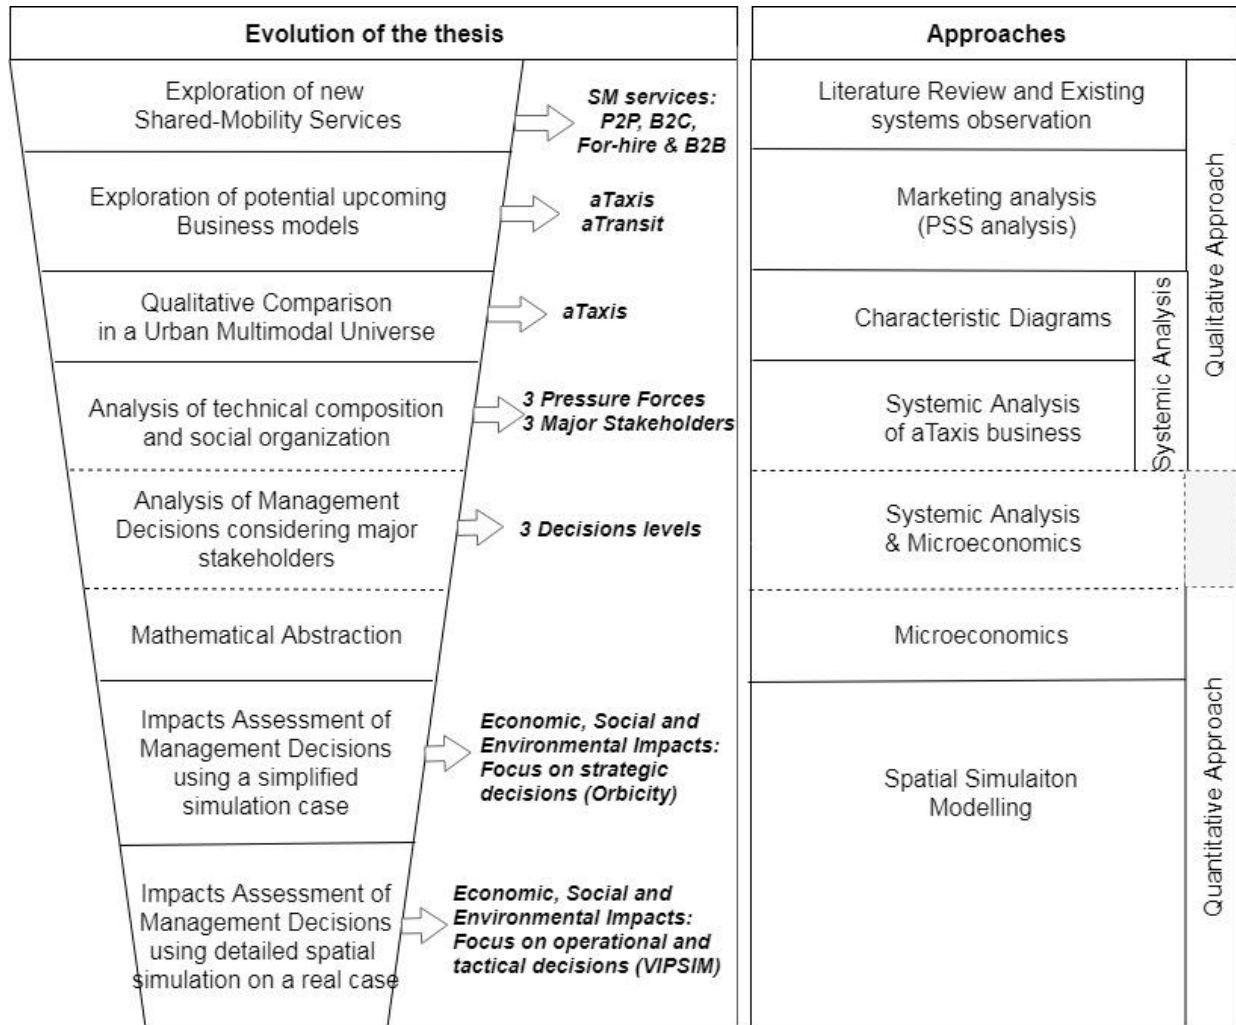 Evolution of the thesis
Approaches
Exploration of new
Shared-Mobility Services
SM services:
P2P, B2C,
For-hire & B2B
Literature Review and Existing
systems observation
Exploration of potential upcoming
Business models
aTaxis
aTransit
Marketing analysis
(PSS analysis)
Qualitative Comparison
in a Urban Multimodal Universe
aTaxis
Characteristic Diagrams
Analysis of technical composition
and social organization
3 Pressure Forces
3 Major Stakeholders
Systemic Analysis
of aTaxis business
Systemic Analysis
Qualitative Approach
Analysis of Management
Decisions considering major
stakeholders
3 Decisions levels
Systemic Analysis
& Microeconomics
Mathematical Abstraction
Microeconomics
Impacts Assessment of
Management Decisions
using a simplified
simulation case
Economic, Social and
Environmental Impacts:
Focus on strategic
decisions (Orbicity)
Spatial Simulaiton
Modelling
Quantitative Approach
Impacts Assessment of
Management Decisions
using detailed spatial
simulation on a real case
Economic, Social and
Environmental Impacts:
Focus on operational and
tactical decisions (VIPSIM)